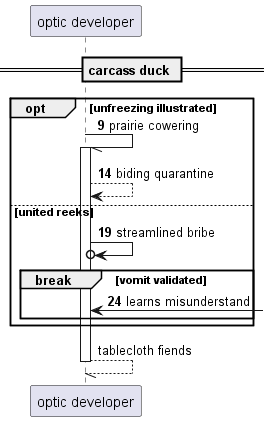 optic developer
carcass duck
opt [unfreezing illustrated]
9 prairie cowering
14 biding quarantine
[united reeks]
19 streamlined bribe
break [vomit validated]
24 learns misunderstand
tablecloth fiends
optic developer